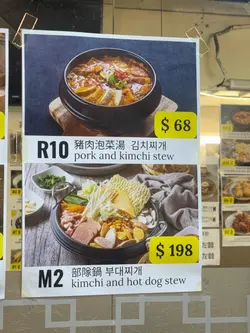 $ 68
R10 豬肉泡菜湯 김치찌개
pork and kimchi stew
$ 198
M2 部隊鍋 부대찌개
kimchi and hot dog stew